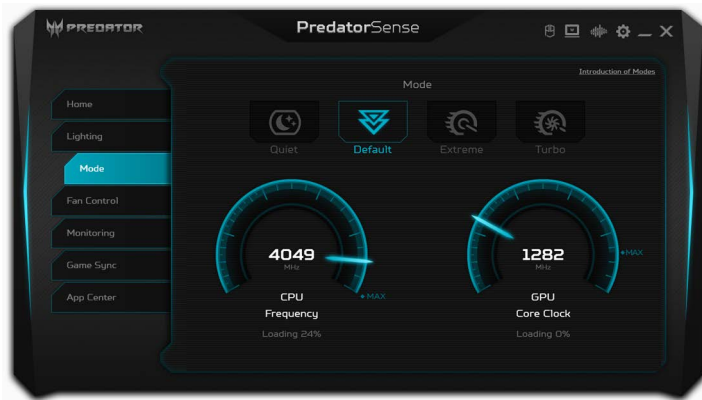 PREDATOR
PredatorSense
Introduction of Modes
Mode
Home
Lighting
Mode
Fan Control
Monitoring
Game Sync
App Center
Quiet
Default
Extreme
Turbo
4049
MHz
MAX
CPU
Frequency
Loading 24%
1282
MHz
MAX
GPU
Core Clock
Loading 0%